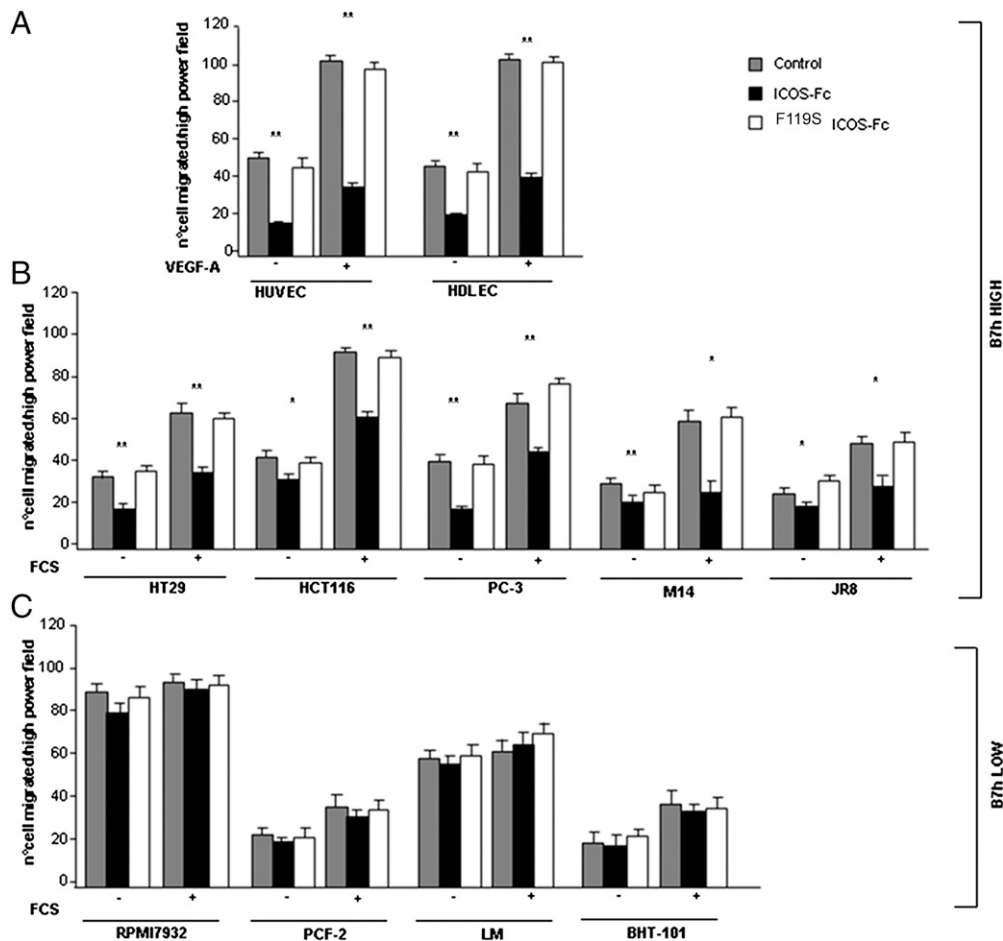 A
n°cell migrated/high power field
120
100
80
60
40
20
0
** ** ** **
Control
ICOS-Fc
F119S ICOS-Fc
VEGF-A - + - +
HUVEC HDLEC
B7h HIGH
B
n°cell migrated/high power field
120
100
80
60
40
20
0
** ** * ** ** ** ** * * *
FCS - + - + - + - + - +
HT29 HCT116 PC-3 M14 JR8
C
n°cell migrated/high power field
120
100
80
60
40
20
0
FCS - + - + - + - +
RPMI7932 PCF-2 LM BHT-101
B7h LOW